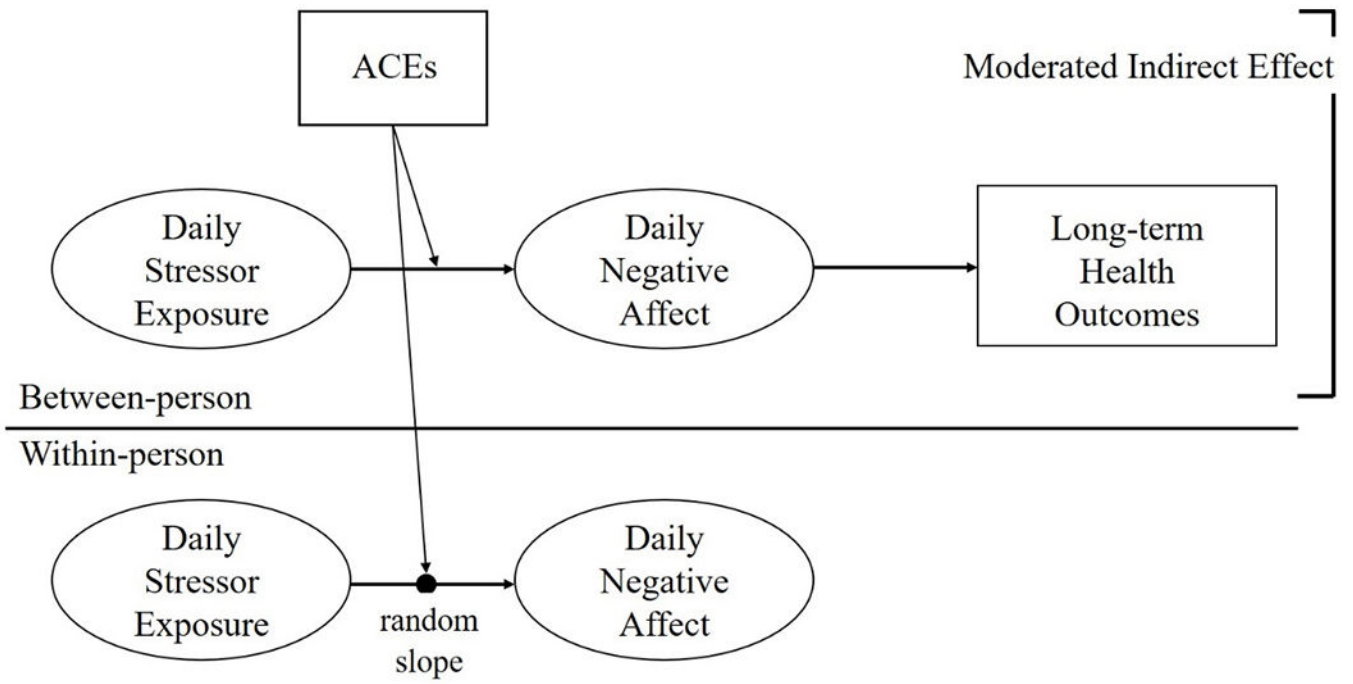 ACEs
Moderated Indirect Effect
Daily
Stressor
Exposure
Daily
Negative
Affect
Long-term
Health
Outcomes
Between-person
Within-person
Daily
Stressor
Exposure
random
slope
Daily
Negative
Affect